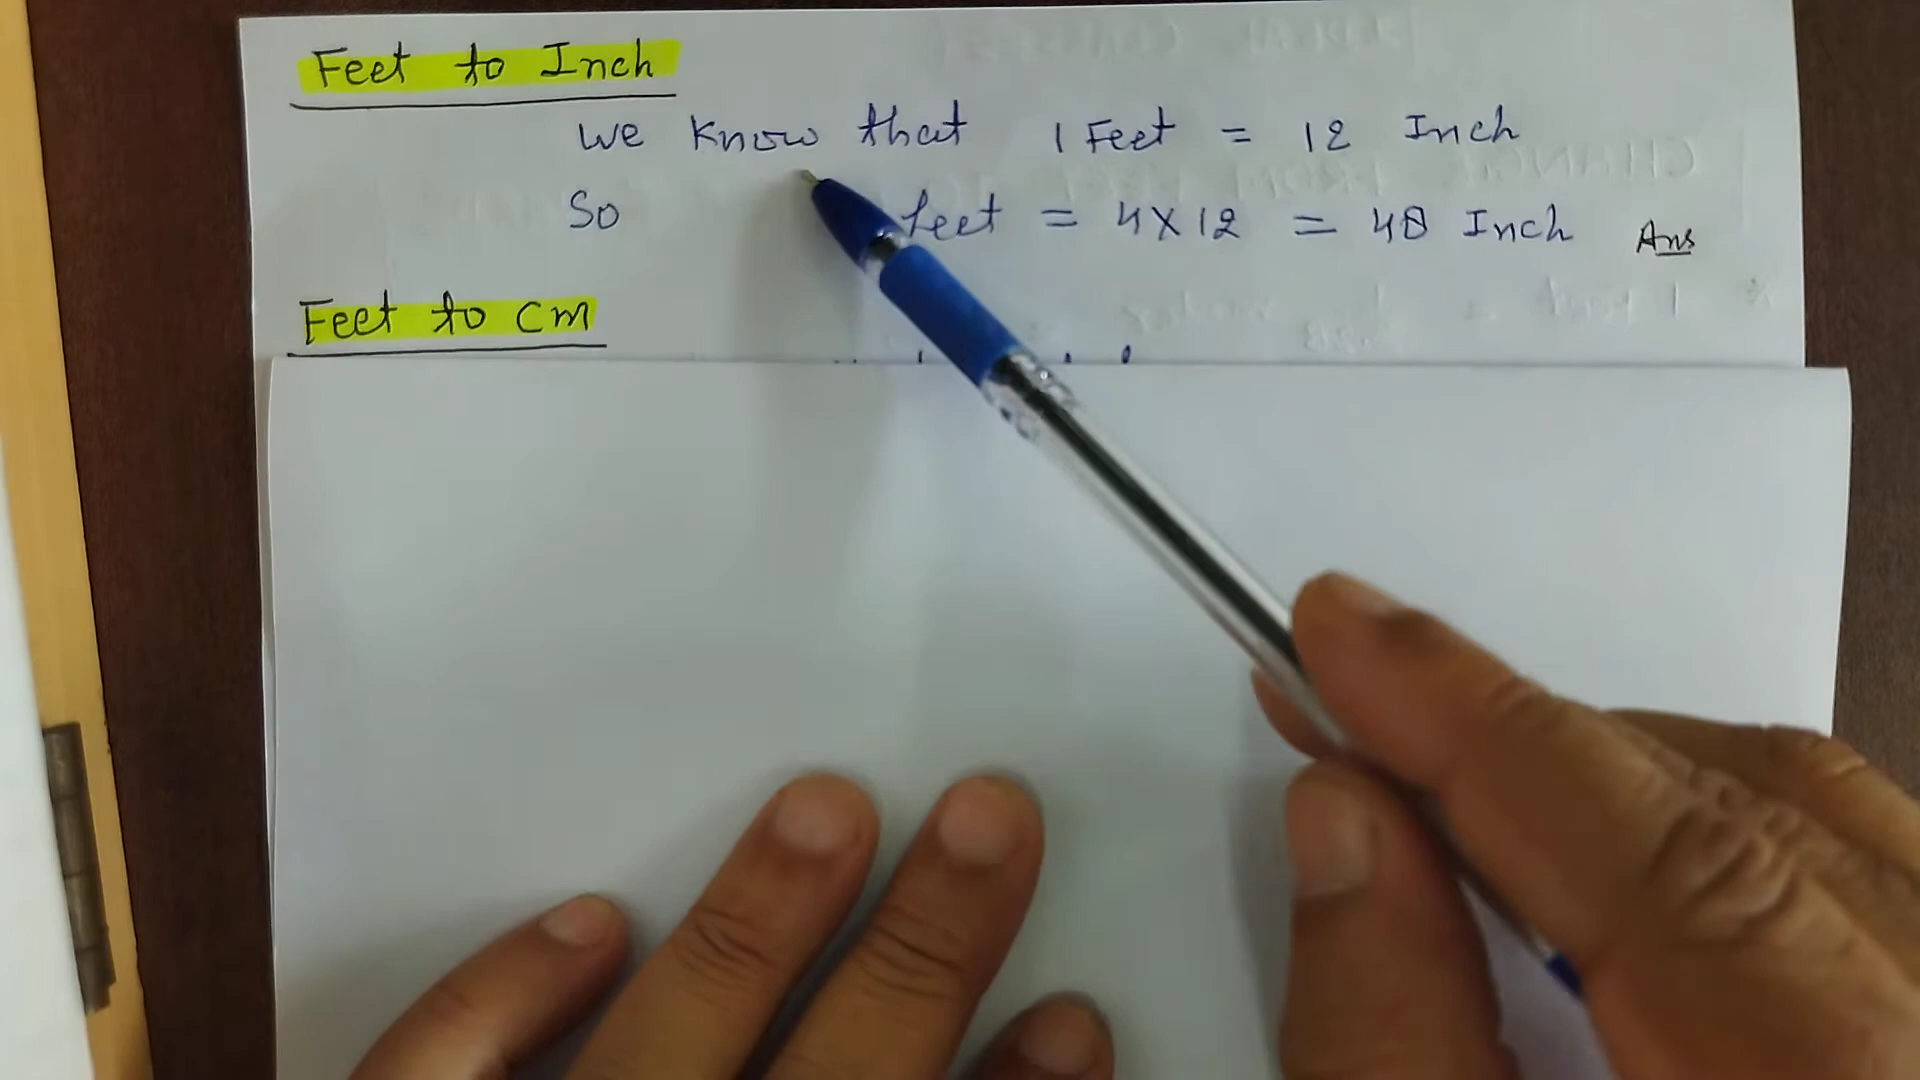 Feet to Inch
We know that 1 Feet = 12 Inch
So feet = 4X12 = 48 Inch Ans
Feet to cm